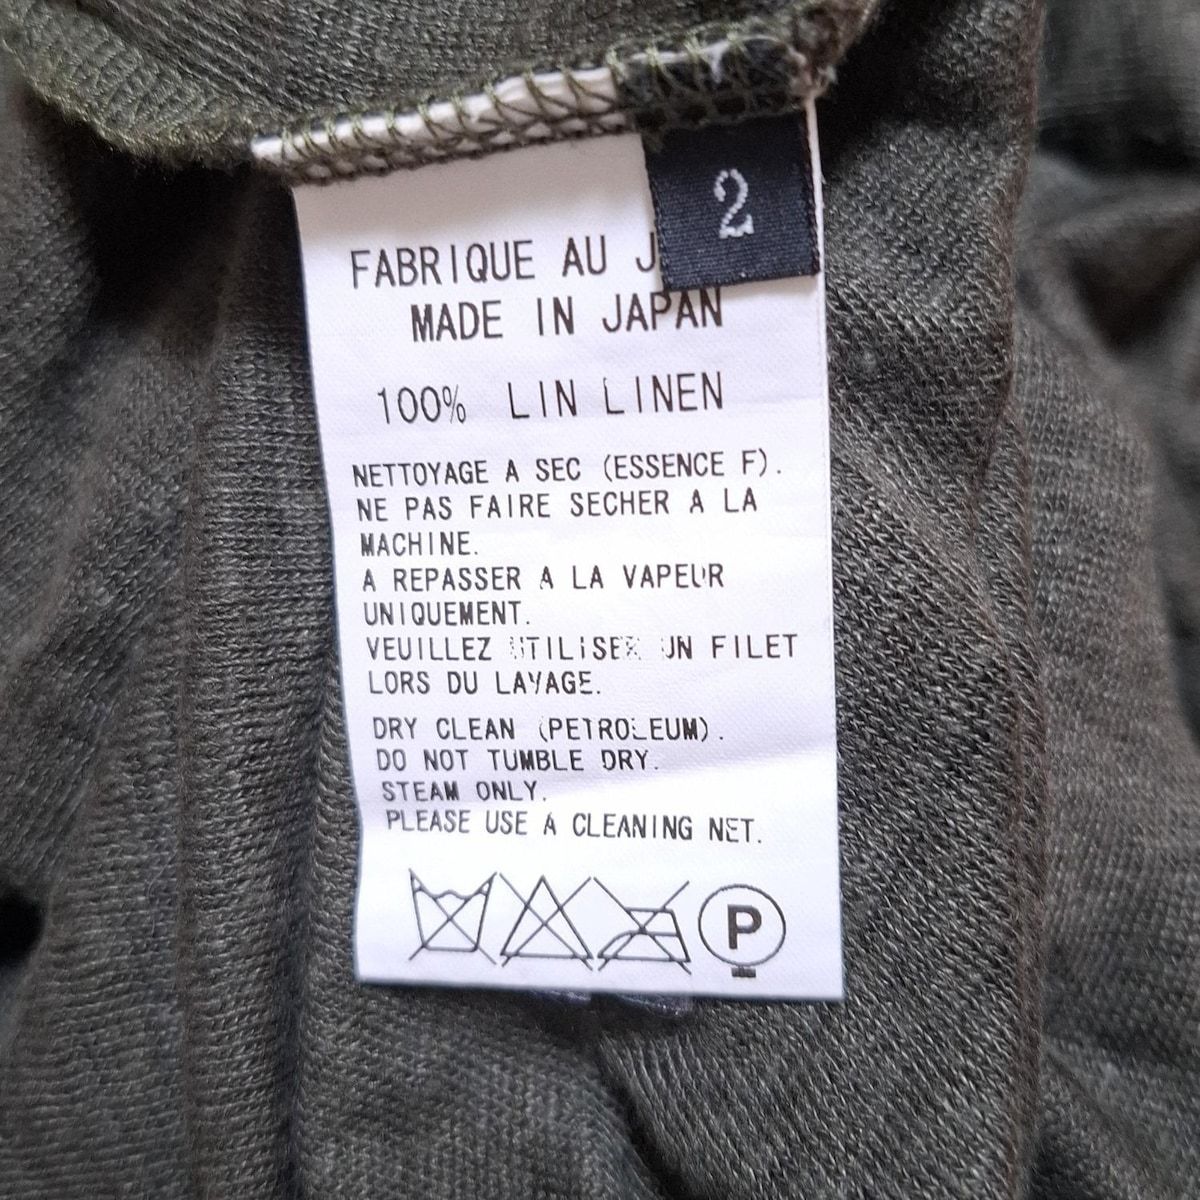 2
FABRIQUE AU J
MADE IN JAPAN
100% LIN LINEN
NETTOYAGE A SEC (ESSENCE F).
NE PAS FAIRE SECHER A LA
MACHINE.
A REPASSER A LA VAPEUR
UNIQUEMENT.
VEUILLEZ UTILISER UN FILET
LORS DU LAVAGE.
DRY CLEAN (PETROLEUM).
DO NOT TUMBLE DRY.
STEAM ONLY.
PLEASE USE A CLEANING NET.
P